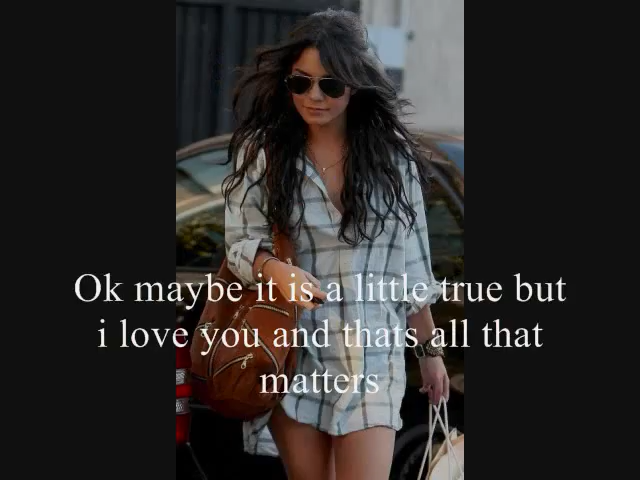 Ok maybe it is a little true but
i love you and thats all that
matters